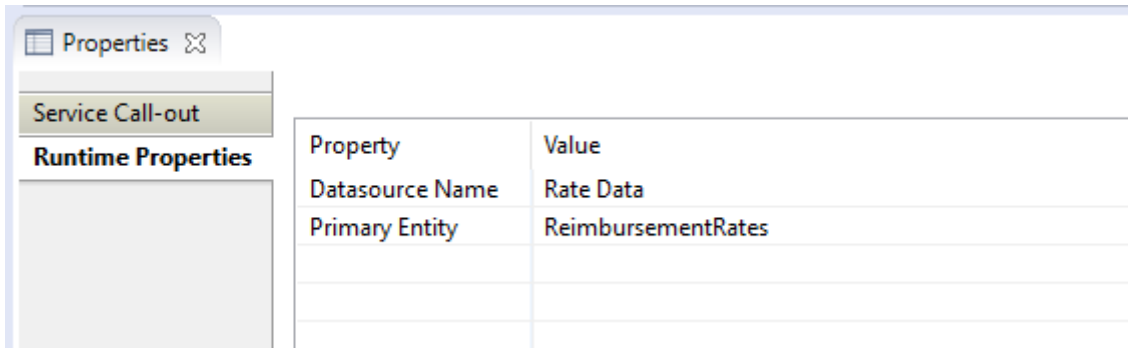 Properties
Service Call-out
Runtime Properties
Property Value
Datasource Name Rate Data
Primary Entity ReimbursementRates